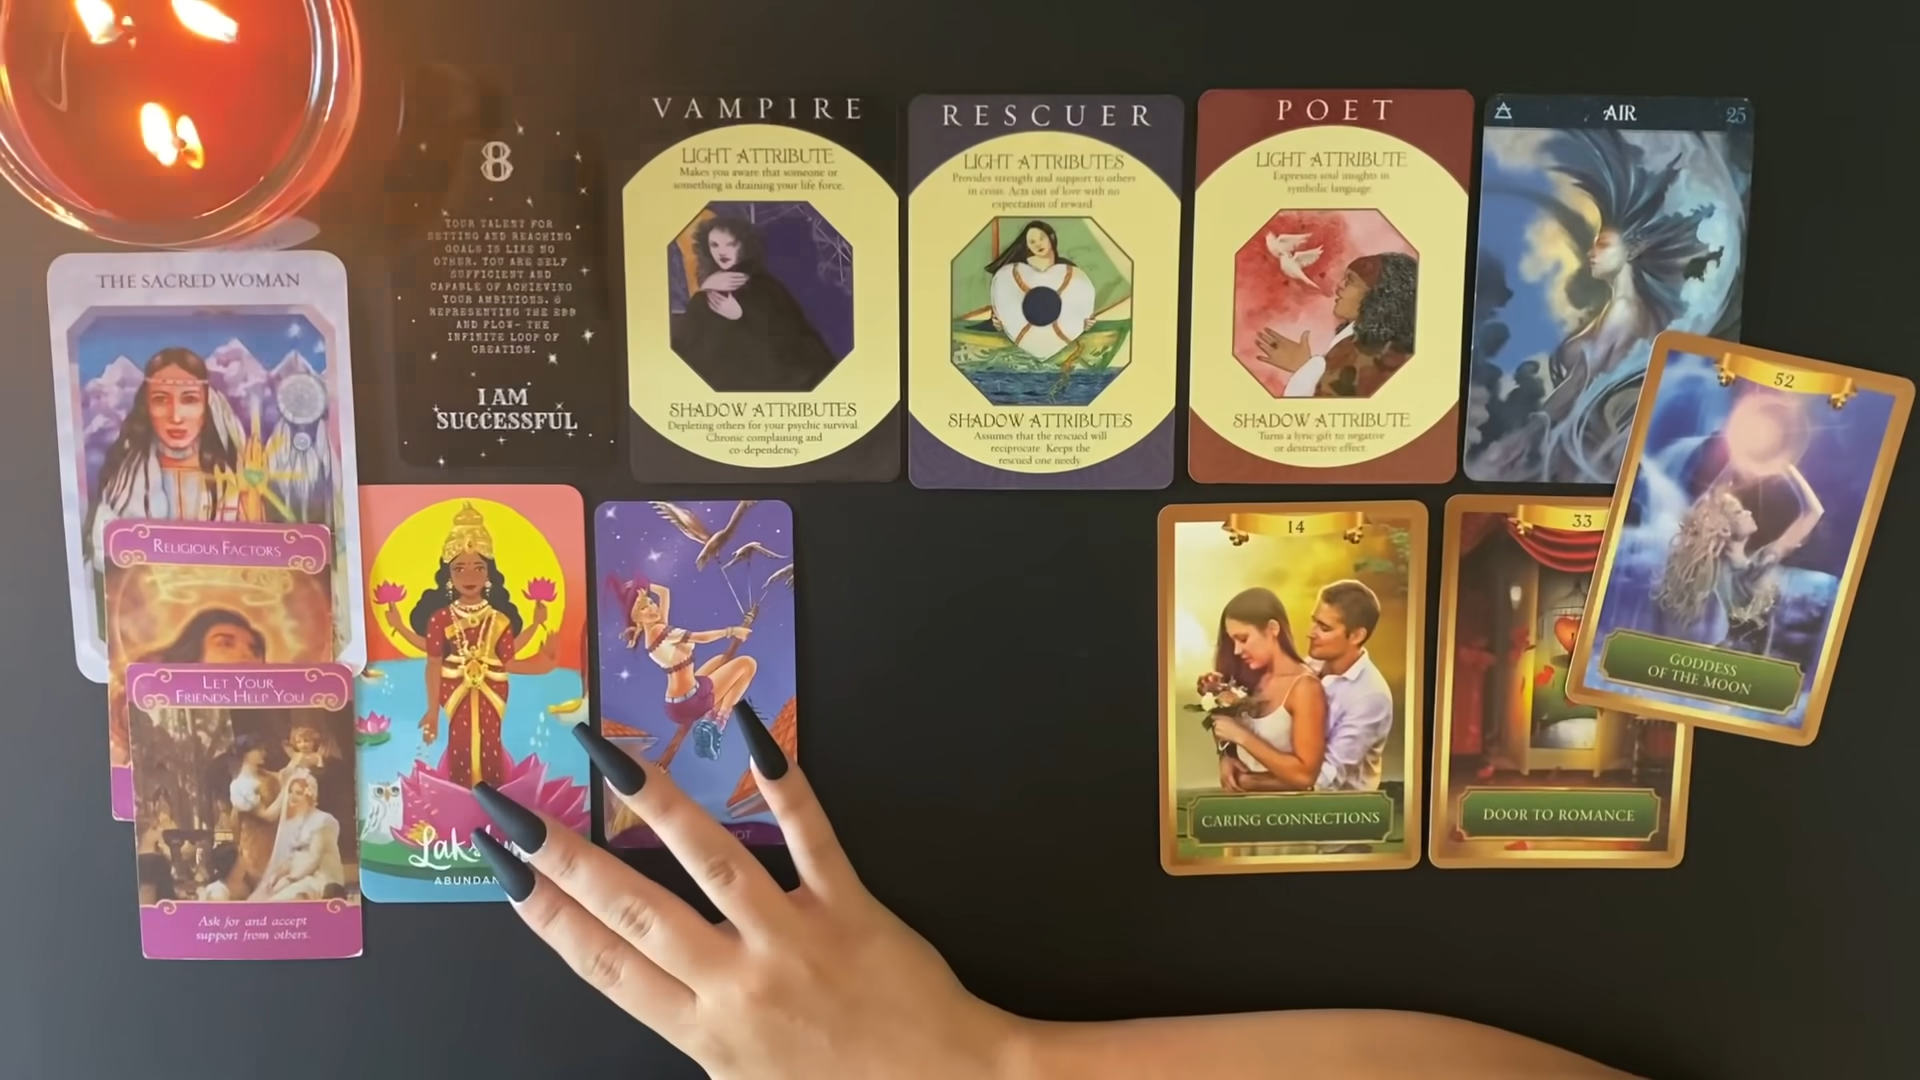 THE SACRED WOMAN
RELIGIOUS FACTORS
LET YOUR
FRIENDS HELP YOU
Ask for and accept
support from others.
8
YOUR TALENT FOR
SETTING AND REACHING
GOALS IS LIKE NO
OTHER. YOU ARE SELF
SUFFICIENT AND
CAPABLE OF ACHIEVING
YOUR AMBITIONS. 8
REPRESENTING THE EBB
AND FLOW- THE
INFINITE LOOP OF
CREATION.
I AM
SUCCESSFUL
VAMPIRE
LIGHT ATTRIBUTE
Makes you aware that someone or
something is draining your life force.
SHADOW ATTRIBUTES
Depleting others for your psychic survival.
Chronic complaining and
co-dependency.
RESCUER
LIGHT ATTRIBUTES
Provides strength and support to others
in crisis. Acts out of love with no
expectation of reward
SHADOW ATTRIBUTES
Assumes that the rescued will
reciprocate Keeps the
rescued one needy.
POET
LIGHT ATTRIBUTE
Expresses soul insights in
symbolic language.
SHADOW ATTRIBUTE
Turns a lyric gift to negative
or destructive effect
AIR 25
52
GODDESS
OF THE MOON
Lak
ABUNDAN
14
CARING CONNECTIONS
33
DOOR TO ROMANCE